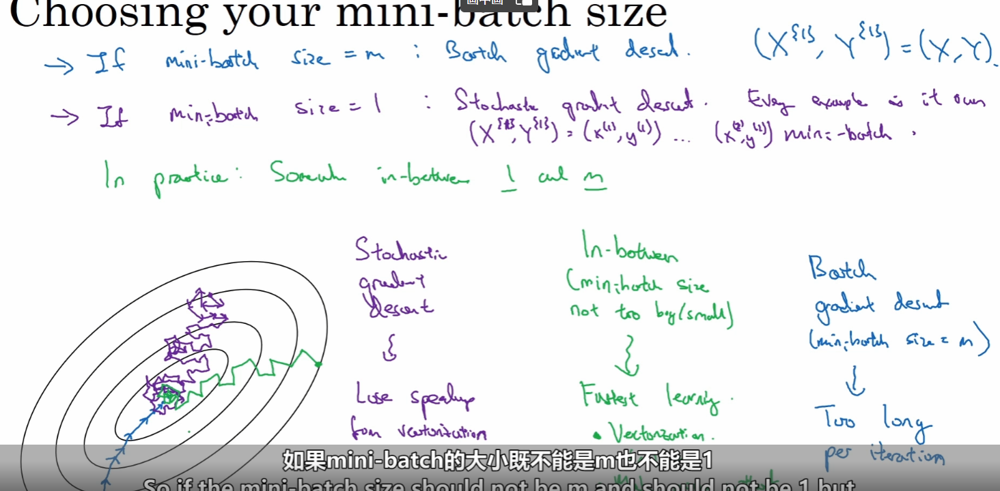 Choosing your mini-batch size
画中画
→ If mini-batch size = m : Batch gradient descent. (X^{1}, Y^{1}) = (X, Y).
→ If mini-batch size = 1 : Stochastic gradient descent. Every example is it own
(X^{1}, Y^{1}) = (x^(1), y^(1)) ... mini-batch.
In practice: Somewhere in-between 1 and m
Stochastic
gradient
descent
Lose speedup
from vectorization
In-between
(mini-batch size
not too big/small)
Fastest learning.
• Vectorization.
Batch
gradient descent
(mini-batch size = m)
Too long
per iteration
如果mini-batch的大小既不能是m也不能是1
So if the mini-batch size should not be m and should not be 1 but